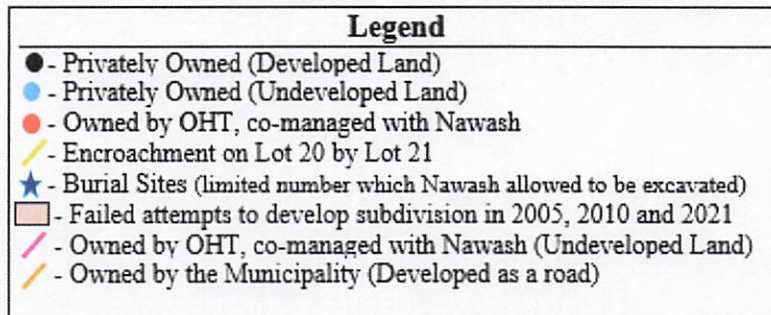 Legend
- Privately Owned (Developed Land)
- Privately Owned (Undeveloped Land)
- Owned by OHT, co-managed with Nawash
- Encroachment on Lot 20 by Lot 21
- Burial Sites (limited number which Nawash allowed to be excavated)
- Failed attempts to develop subdivision in 2005, 2010 and 2021
- Owned by OHT, co-managed with Nawash (Undeveloped Land)
- Owned by the Municipality (Developed as a road)